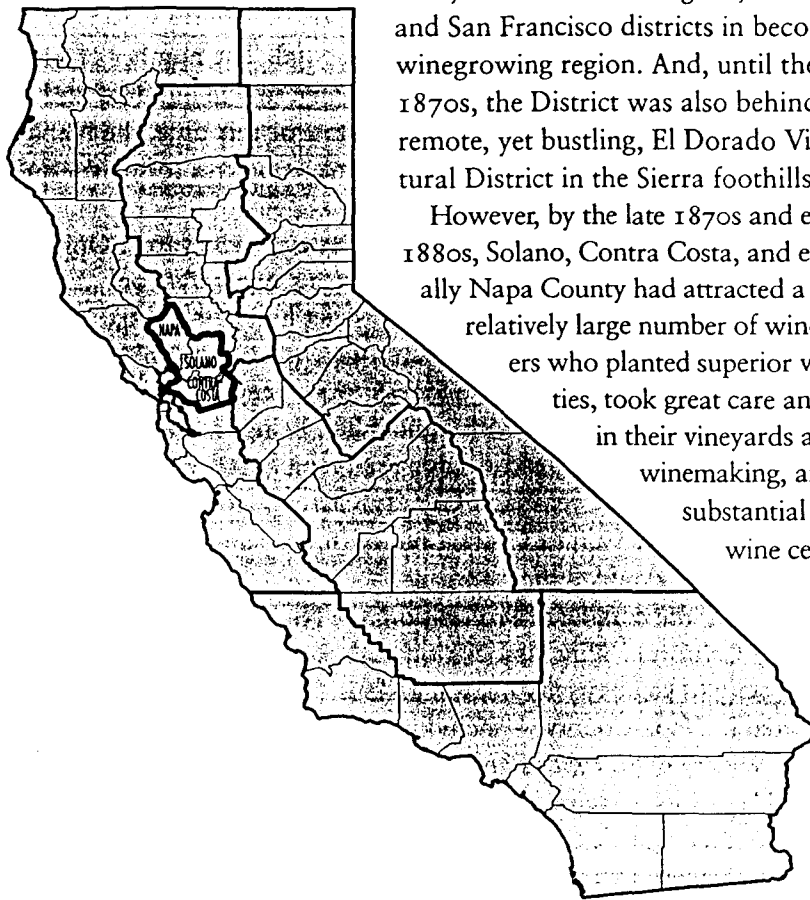 and San Francisco districts in beco
winegrowing region. And, until the
1870s, the District was also behind
remote, yet bustling, El Dorado Vi
tural District in the Sierra foothills
However, by the late 1870s and e
1880s, Solano, Contra Costa, and e
ally Napa County had attracted a
relatively large number of wine
ers who planted superior v
ties, took great care an
in their vineyards a
winemaking, a
substantial
wine ce
NAPA
SOLANO
CONTRA
COSTA